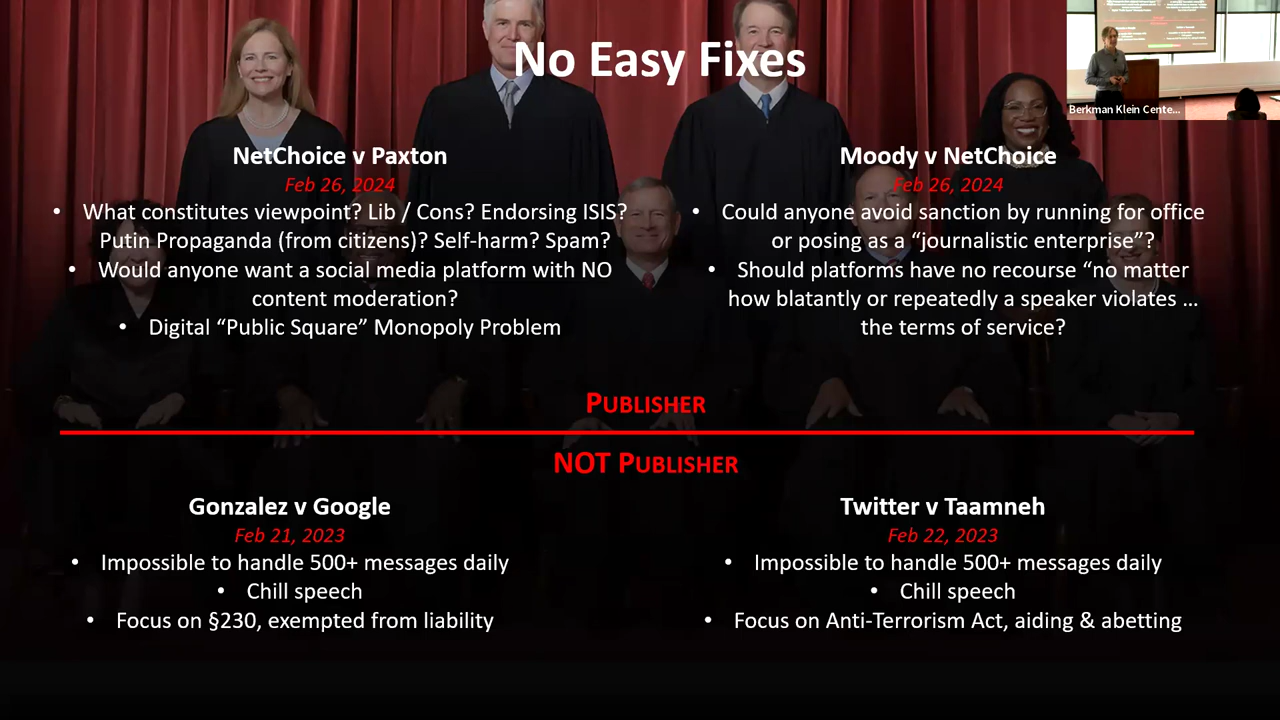 No Easy Fixes
Berkman Klein Cente...
NetChoice v Paxton
Feb 26, 2024
• What constitutes viewpoint? Lib / Cons? Endorsing ISIS?
Putin Propaganda (from citizens)? Self-harm? Spam?
• Would anyone want a social media platform with NO
content moderation?
• Digital “Public Square” Monopoly Problem
Moody v NetChoice
Feb 26, 2024
• Could anyone avoid sanction by running for office
or posing as a “journalistic enterprise”?
• Should platforms have no recourse “no matter
how blatantly or repeatedly a speaker violates ...
the terms of service?
PUBLISHER
NOT PUBLISHER
Gonzalez v Google
Feb 21, 2023
• Impossible to handle 500+ messages daily
• Chill speech
• Focus on §230, exempted from liability
Twitter v Taamneh
Feb 22, 2023
• Impossible to handle 500+ messages daily
• Chill speech
• Focus on Anti-Terrorism Act, aiding & abetting